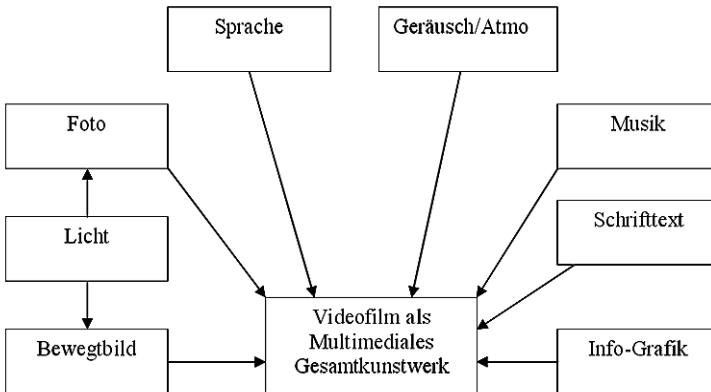 Sprache
Geräusch/Atmo
Foto
Musik
Licht
Schrifttext
Videofilm als
Multimediales
Gesamtkunstwerk
Bewegtbild
Info-Grafik